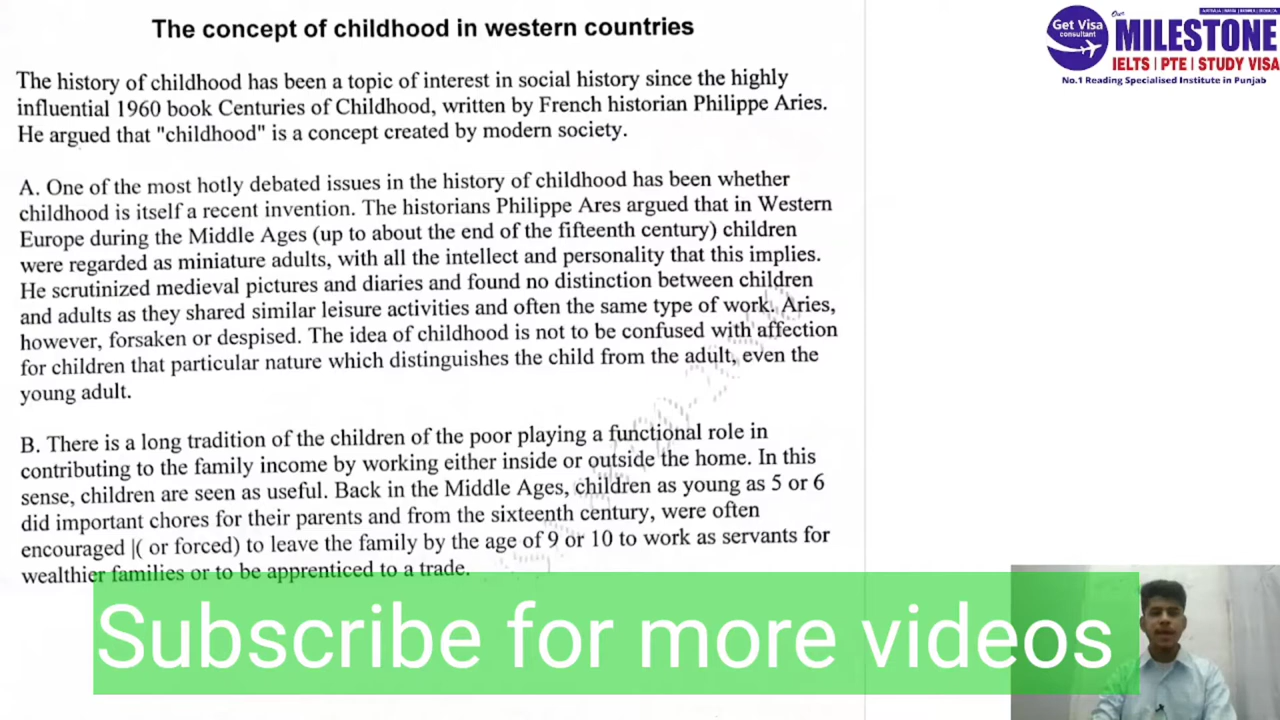 The concept of childhood in western countries
Get Visa
consultant
Our
MILESTONE
IELTS | PTE | STUDY VISA
No.1 Reading Specialised Institute in Punjab
The history of childhood has been a topic of interest in social history since the highly
influential 1960 book Centuries of Childhood, written by French historian Philippe Aries.
He argued that "childhood" is a concept created by modern society.
A. One of the most hotly debated issues in the history of childhood has been whether
childhood is itself a recent invention. The historians Philippe Ares argued that in Western
Europe during the Middle Ages (up to about the end of the fifteenth century) children
were regarded as miniature adults, with all the intellect and personality that this implies.
He scrutinized medieval pictures and diaries and found no distinction between children
and adults as they shared similar leisure activities and often the same type of work. Aries,
however, forsaken or despised. The idea of childhood is not to be confused with affection
for children that particular nature which distinguishes the child from the adult, even the
young adult.
B. There is a long tradition of the children of the poor playing a functional role in
contributing to the family income by working either inside or outside the home. In this
sense, children are seen as useful. Back in the Middle Ages, children as young as 5 or 6
did important chores for their parents and from the sixteenth century, were often
encouraged |( or forced) to leave the family by the age of 9 or 10 to work as servants for
wealthier families or to be apprenticed to a trade.
Subscribe for more videos